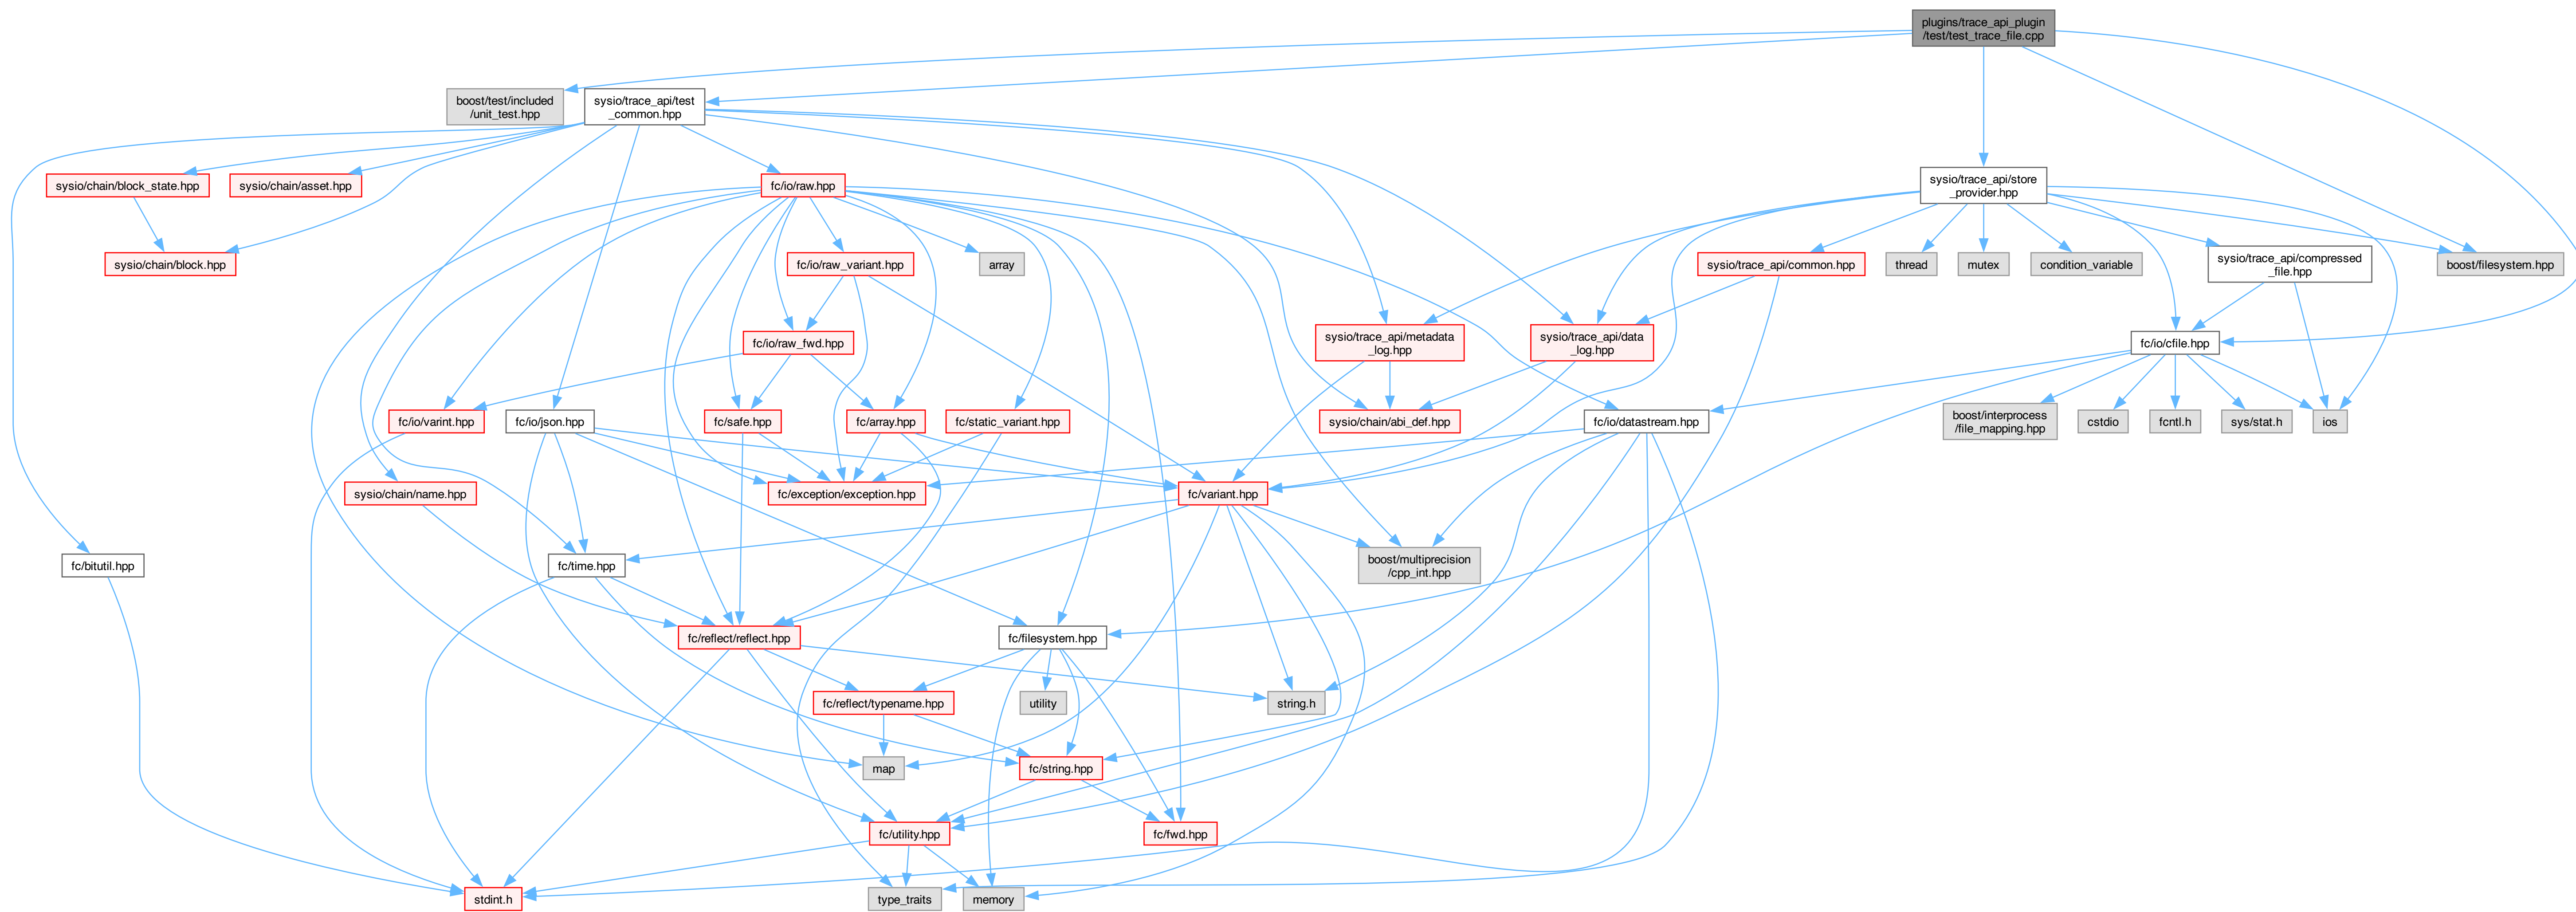 plugins/trace_api_plugin
/test/test_trace_file.cpp
boost/test/included
/unit_test.hpp
sysio/trace_api/test
_common.hpp
sysio/chain/block_state.hpp
sysio/chain/asset.hpp
fc/io/raw.hpp
sysio/trace_api/store
_provider.hpp
sysio/chain/block.hpp
fc/io/raw_variant.hpp
array
sysio/trace_api/common.hpp
thread
mutex
condition_variable
sysio/trace_api/compressed
_file.hpp
boost/filesystem.hpp
fc/io/raw_fwd.hpp
sysio/trace_api/metadata
_log.hpp
sysio/trace_api/data
_log.hpp
fc/io/cfile.hpp
fc/io/varint.hpp
fc/io/json.hpp
fc/safe.hpp
fc/array.hpp
fc/static_variant.hpp
sysio/chain/abi_def.hpp
fc/io/datastream.hpp
boost/interprocess
/file_mapping.hpp
cstdio
fcntl.h
sys/stat.h
ios
sysio/chain/name.hpp
fc/exception/exception.hpp
fc/variant.hpp
fc/bitutil.hpp
fc/time.hpp
boost/multiprecision
/cpp_int.hpp
fc/reflect/reflect.hpp
fc/filesystem.hpp
fc/reflect/typename.hpp
utility
string.h
map
fc/string.hpp
fc/utility.hpp
fc/fwd.hpp
stdint.h
type_traits
memory